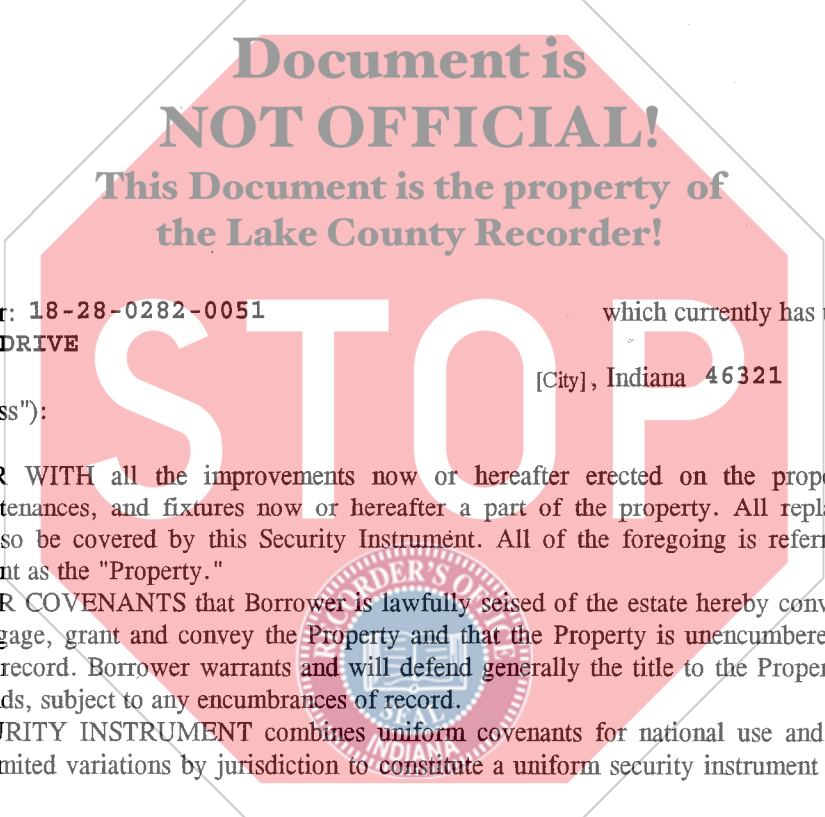 Document is
NOT OFFICIAL!
This Document is the property of
the Lake County Recorder!
STOP
r: 18-28-0282-0051 which currently has
DRIVE
[City], Indiana 46321
ss"):
R WITH all the improvements now or hereafter erected on the prope
tenances, and fixtures now or hereafter a part of the property. All repla
so be covered by this Security Instrument. All of the foregoing is referr
nt as the "Property."
R COVENANTS that Borrower is lawfully seised of the estate hereby conv
gage, grant and convey the Property and that the Property is unencumbere
record. Borrower warrants and will defend generally the title to the Proper
ds, subject to any encumbrances of record.
URITY INSTRUMENT combines uniform covenants for national use and
mited variations by jurisdiction to constitute a uniform security instrument
RECORDER'S OFFICE
SEAL
INDIANA